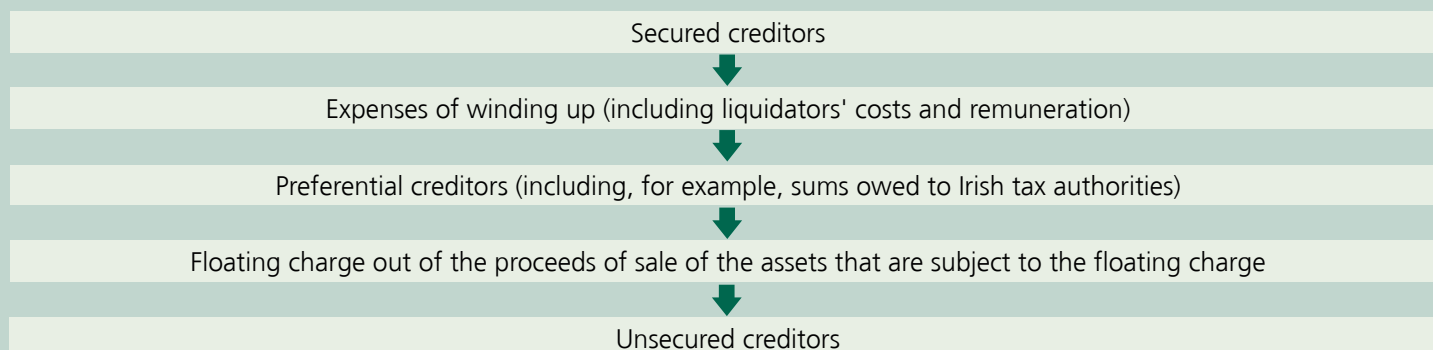 Secured creditors
Expenses of winding up (including liquidators' costs and remuneration)
Preferential creditors (including, for example, sums owed to Irish tax authorities)
Floating charge out of the proceeds of sale of the assets that are subject to the floating charge
Unsecured creditors